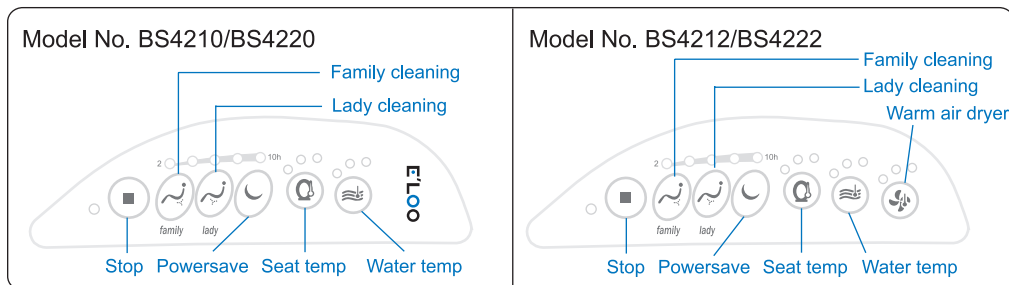 Model No. BS4210/BS4220
Family cleaning
Lady cleaning
2 10h
E'LOO
family lady
Stop Powersave Seat temp Water temp
Model No. BS4212/BS4222
Family cleaning
Lady cleaning
Warm air dryer
2 10h
family lady
Stop Powersave Seat temp Water temp